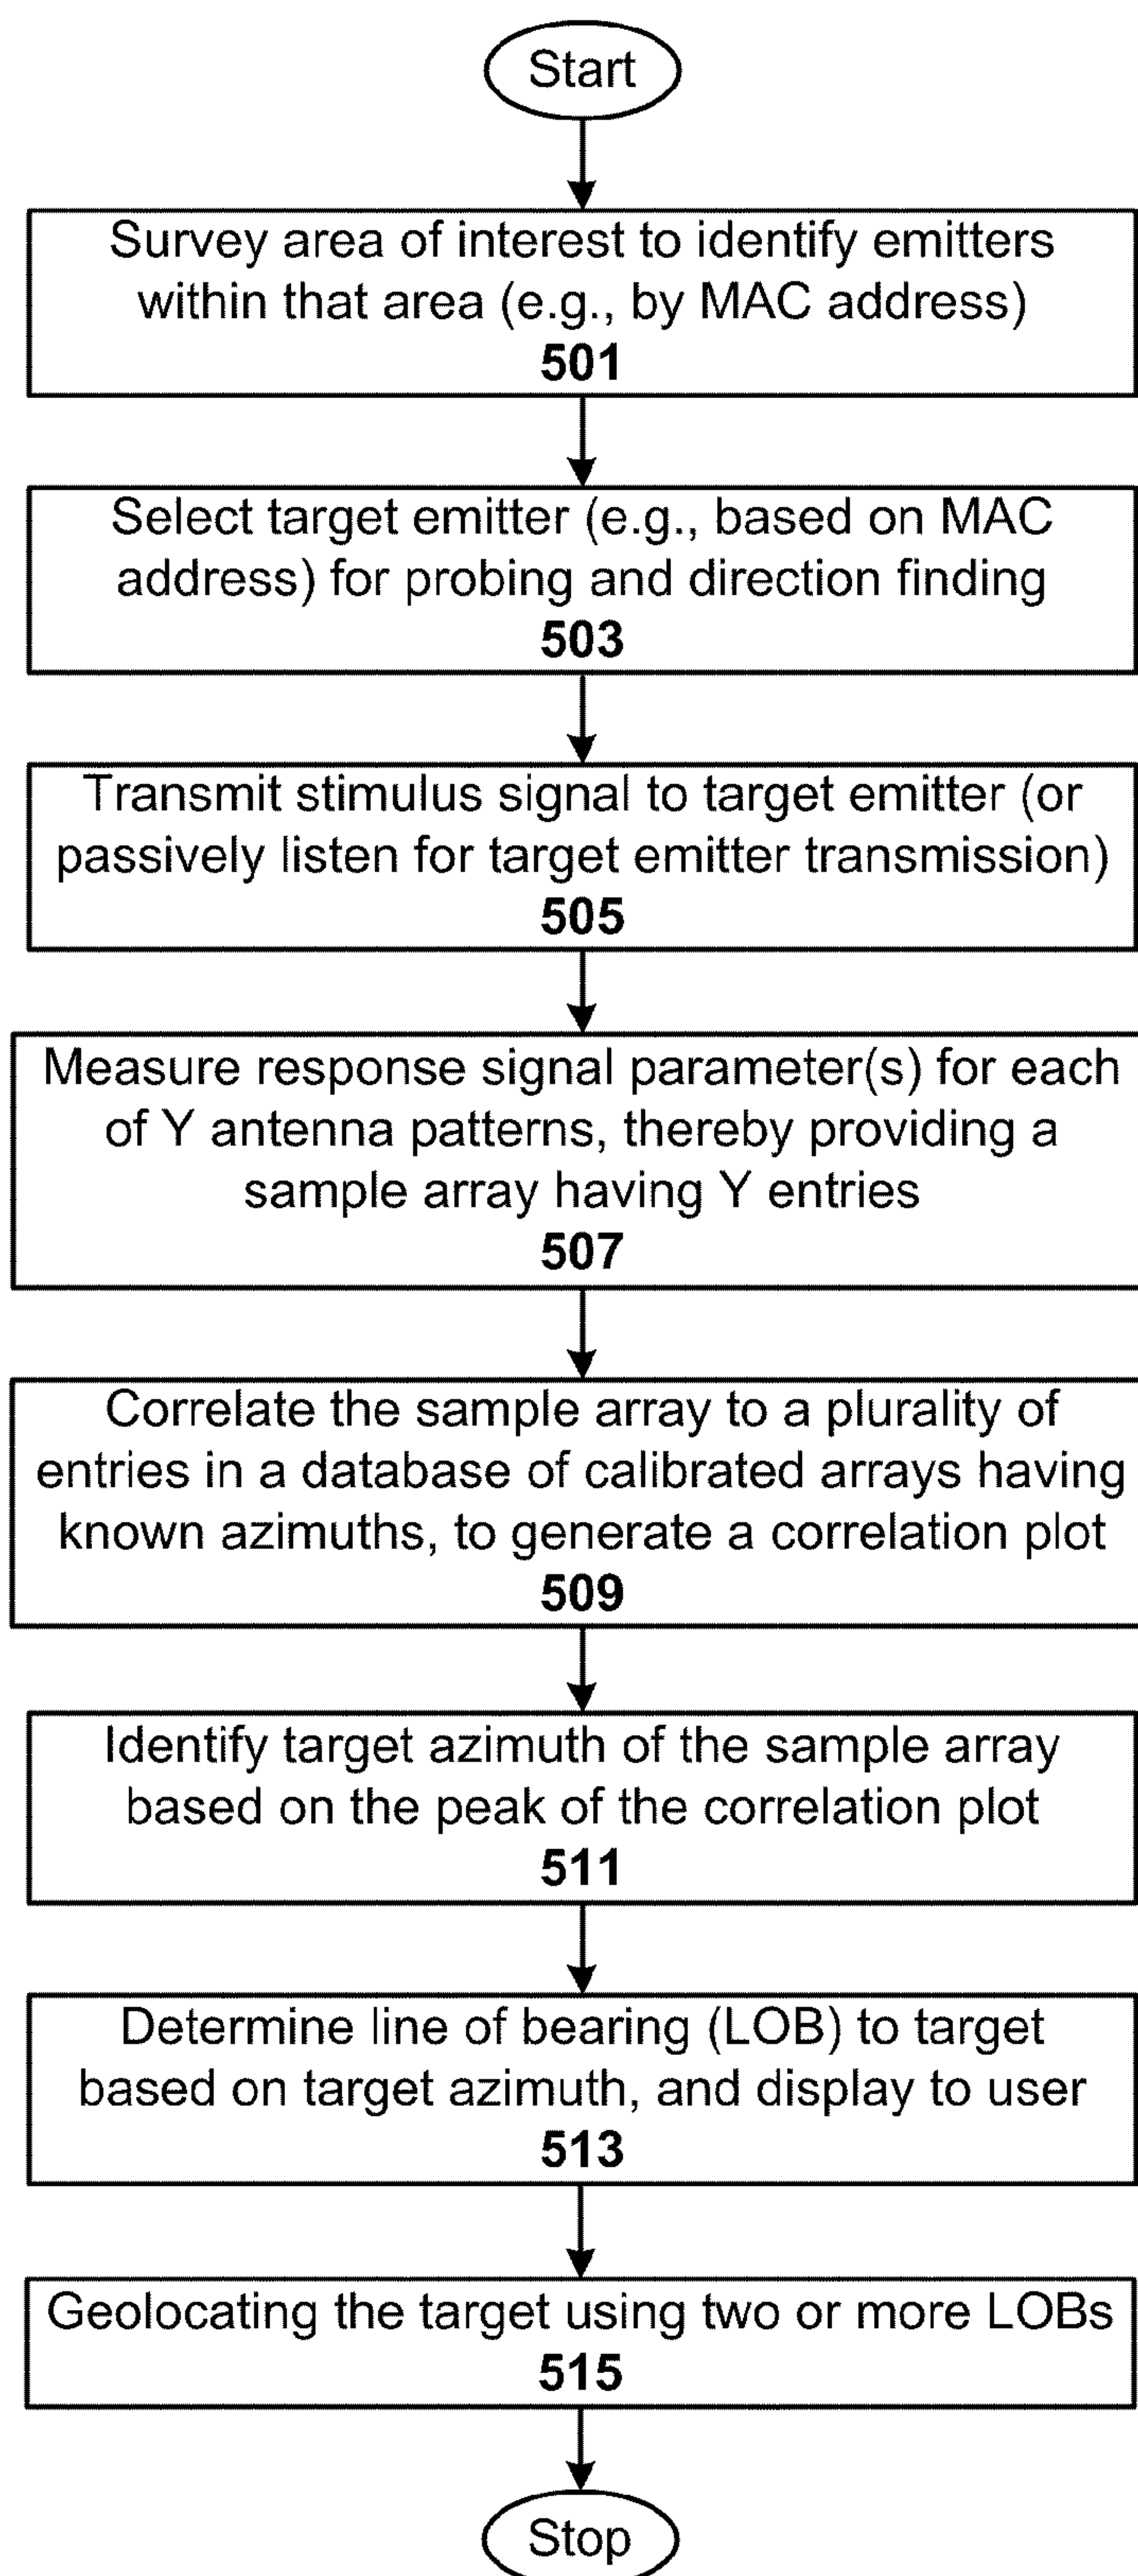 Start
Survey area of interest to identify emitters
within that area (e.g., by MAC address)
501
Select target emitter (e.g., based on MAC
address) for probing and direction finding
503
Transmit stimulus signal to target emitter (or
passively listen for target emitter transmission)
505
Measure response signal parameter(s) for each
of Y antenna patterns, thereby providing a
sample array having Y entries
507
Correlate the sample array to a plurality of
entries in a database of calibrated arrays having
known azimuths, to generate a correlation plot
509
Identify target azimuth of the sample array
based on the peak of the correlation plot
511
Determine line of bearing (LOB) to target
based on target azimuth, and display to user
513
Geolocating the target using two or more LOBs
515
Stop